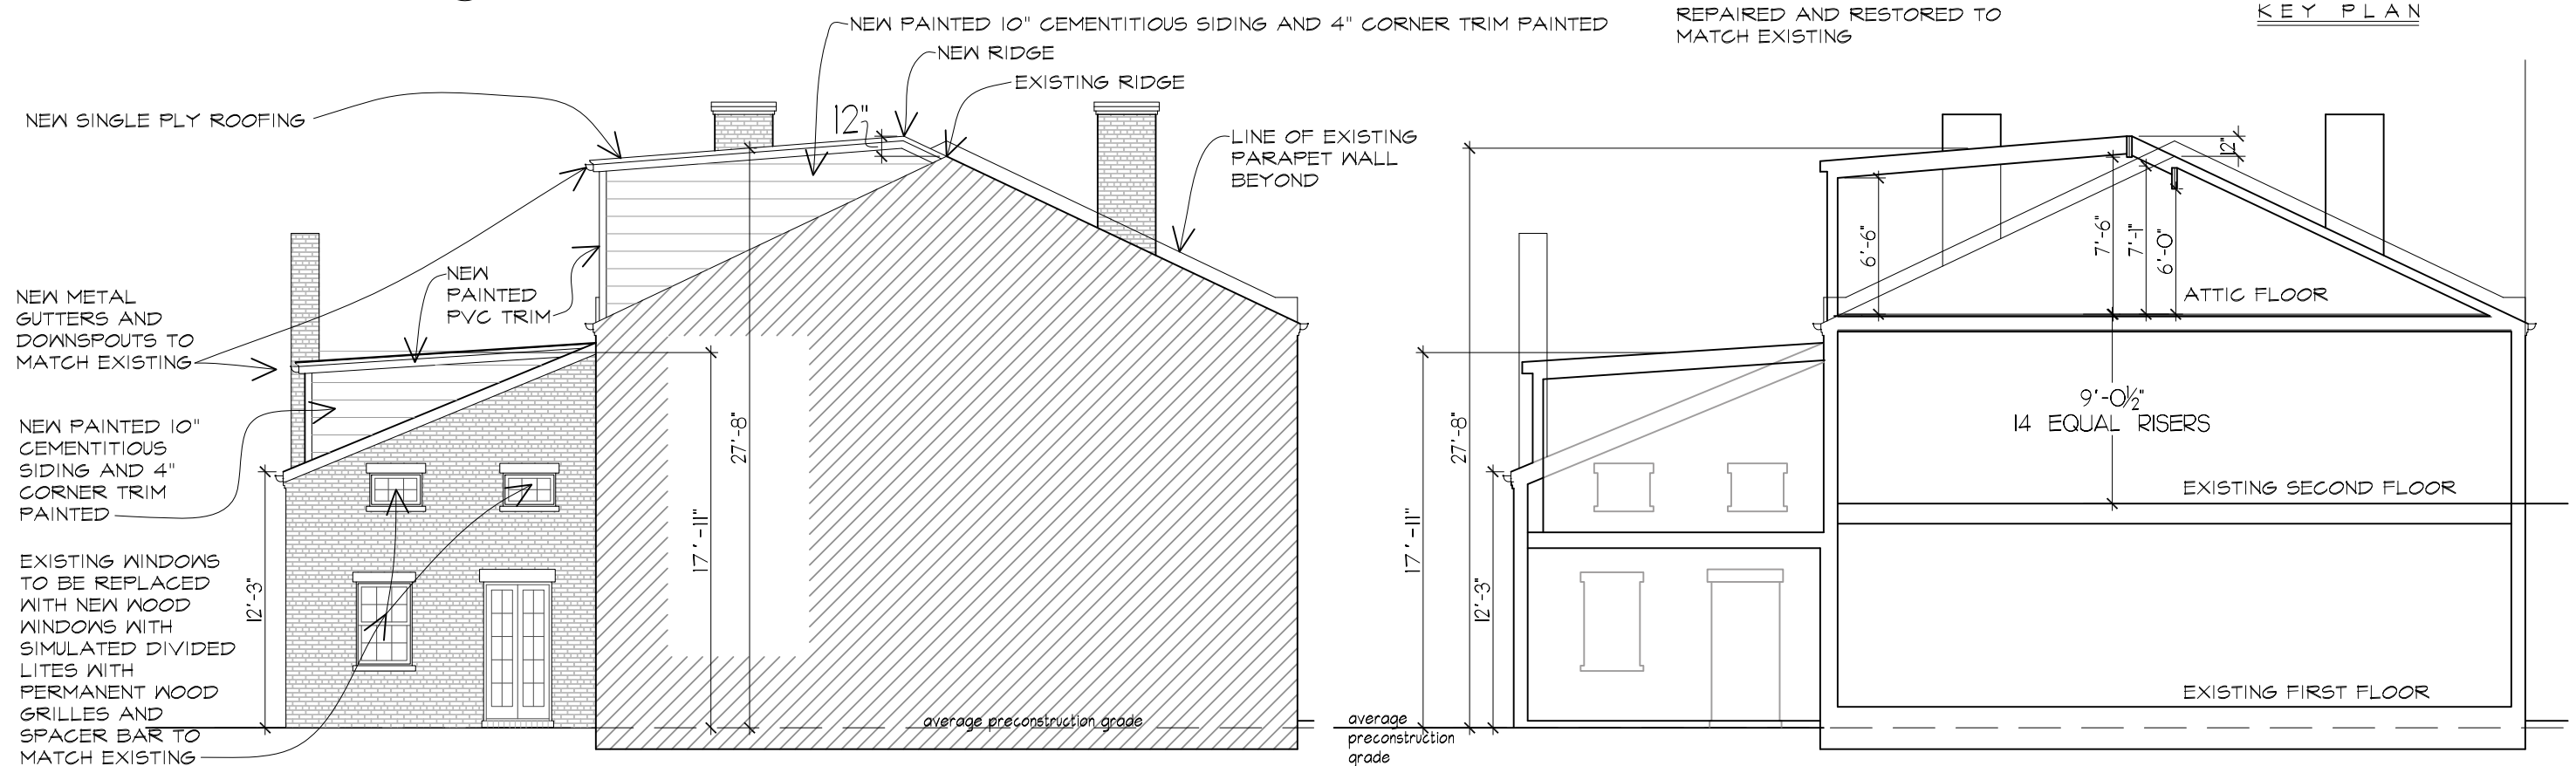 NEW PAINTED 10" CEMENTITIOUS SIDING AND 4" CORNER TRIM PAINTED
NEW RIDGE
EXISTING RIDGE
REPAIRED AND RESTORED TO
MATCH EXISTING
KEY PLAN
NEW SINGLE PLY ROOFING
12"
LINE OF EXISTING
PARAPET WALL
BEYOND
NEW
PAINTED
PVC TRIM
NEW METAL
GUTTERS AND
DOWNSPOUTS TO
MATCH EXISTING
NEW PAINTED 10"
CEMENTITIOUS
SIDING AND 4"
CORNER TRIM
PAINTED
EXISTING WINDOWS
TO BE REPLACED
WITH NEW WOOD
WINDOWS WITH
SIMULATED DIVIDED
LITES WITH
PERMANENT WOOD
GRILLES AND
SPACER BAR TO
MATCH EXISTING
12'-3"
17'-11"
27'-8"
average preconstruction grade
average
preconstruction
grade
17'-11"
27'-8"
12'-3"
12"
6'-6"
7'-6"
7'-1"
6'-0"
ATTIC FLOOR
9'-0½"
14 EQUAL RISERS
EXISTING SECOND FLOOR
EXISTING FIRST FLOOR